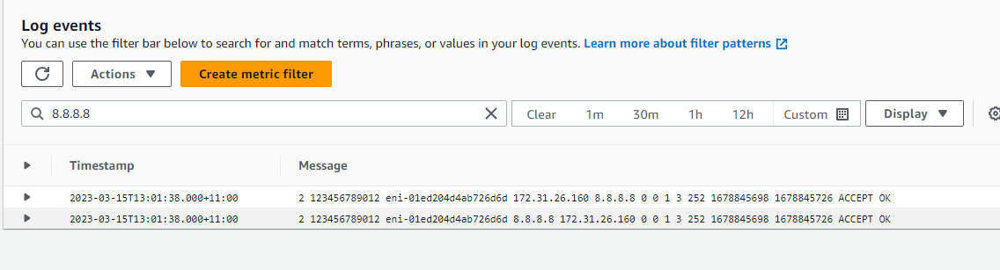 Log events
You can use the filter bar below to search for and match terms, phrases, or values in your log events. Learn more about filter patterns
Actions
Create metric filter
8.8.8.8
Clear 1m 30m 1h 12h Custom
Display
Timestamp Message
2023-03-15T13:01:38.000+11:00 2 123456789012 eni-01ed204d4ab726d6d 172.31.26.160 8.8.8.8 0 0 1 3 252 1678845698 1678845726 ACCEPT OK
2023-03-15T13:01:38.000+11:00 2 123456789012 eni-01ed204d4ab726d6d 8.8.8.8 172.31.26.160 0 0 1 3 252 1678845698 1678845726 ACCEPT OK